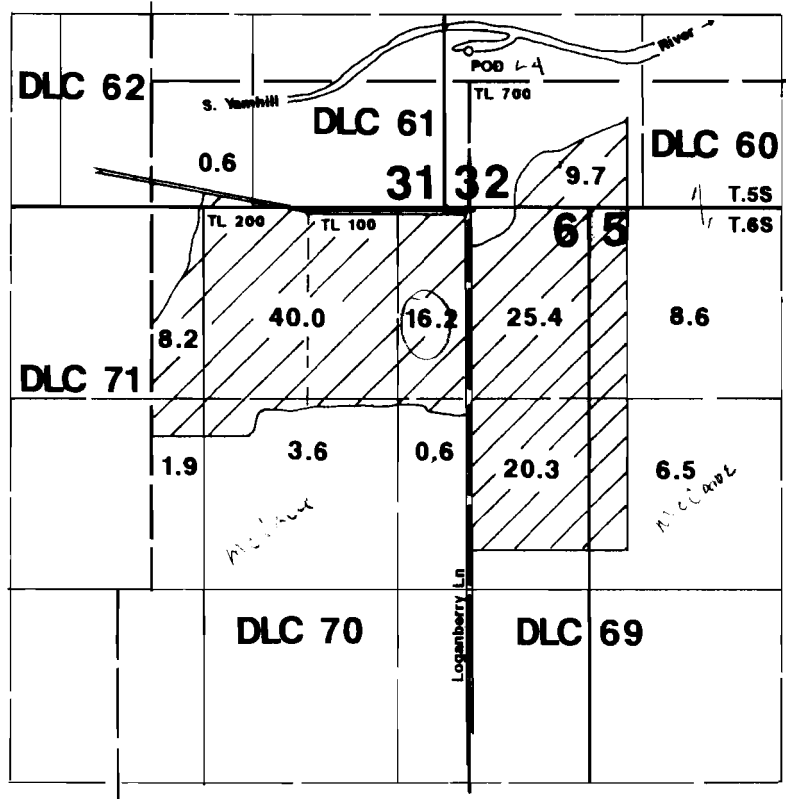 River
POD L4
DLC 62
TL 700
S. Yamhill
DLC 61
DLC 60
0.6
9.7
31 32
T.5S
TL 200
TL 100
6 5
T.6S
8.2
40.0
16.2
25.4
8.6
DLC 71
1.9
3.6
0,6
20.3
6.5
Loganberry Ln
DLC 70
DLC 69